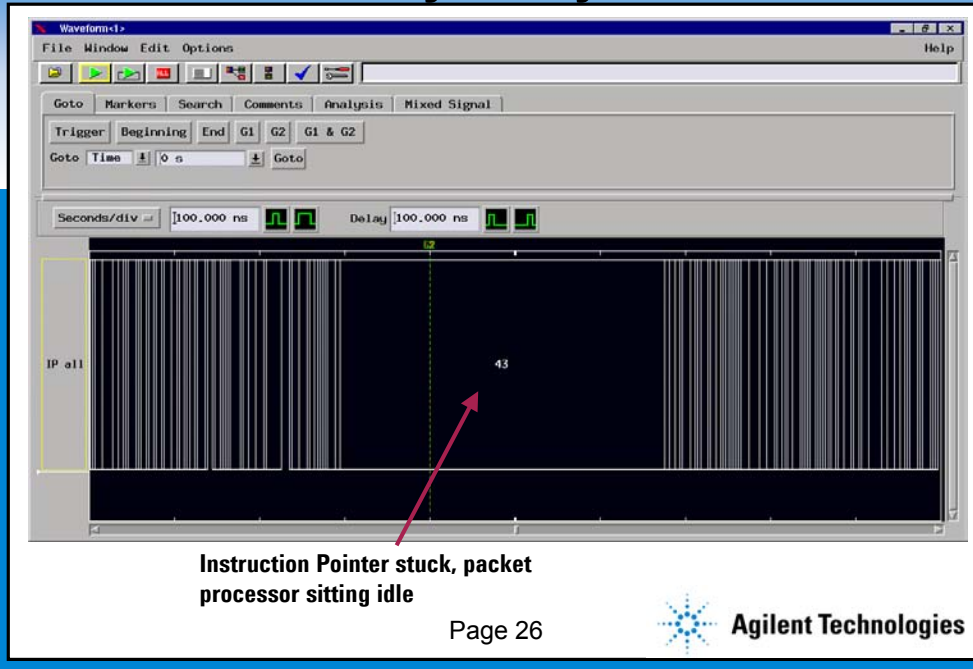 Waveform<1>
File Window Edit Options Help
Goto Markers Search Comments Analysis Mixed Signal
Trigger Beginning End G1 G2 G1 & G2
Goto Time 0 s Goto
Seconds/div 100.000 ns Delay 100.000 ns
G2
IP all
43
Instruction Pointer stuck, packet
processor sitting idle
Page 26
Agilent Technologies